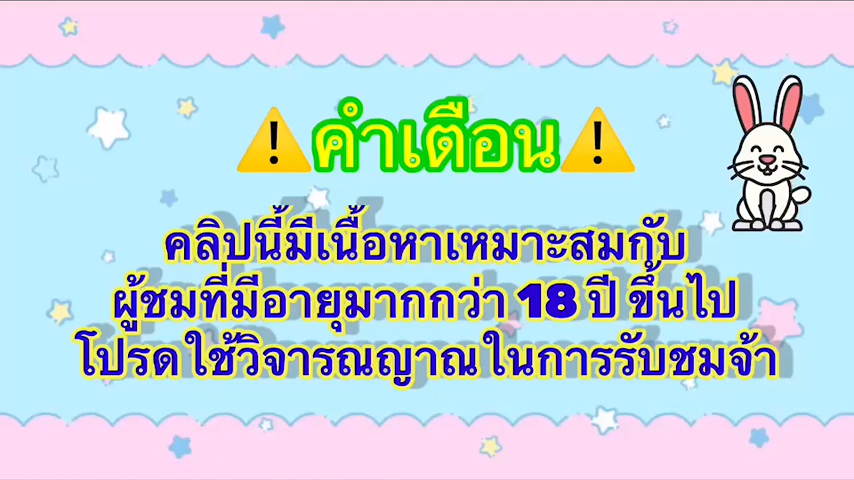 ⚠️คำเตือน⚠️
คลิปนี้มีเนื้อหาเหมาะสมกับ
ผู้ชมที่มีอายุมากกว่า 18 ปี ขึ้นไป
โปรดใช้วิจารณญาณในการรับชมจ้า